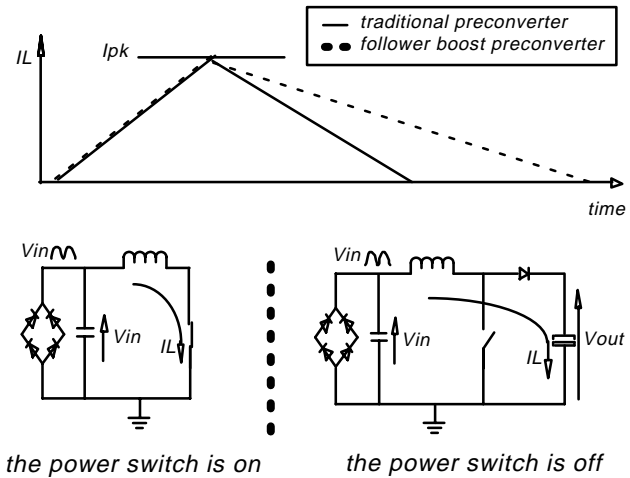 traditional preconverter
follower boost preconverter
IL
Ipk
time
Vin
Vin
IL
Vin
Vin
IL
Vout
the power switch is on
the power switch is off